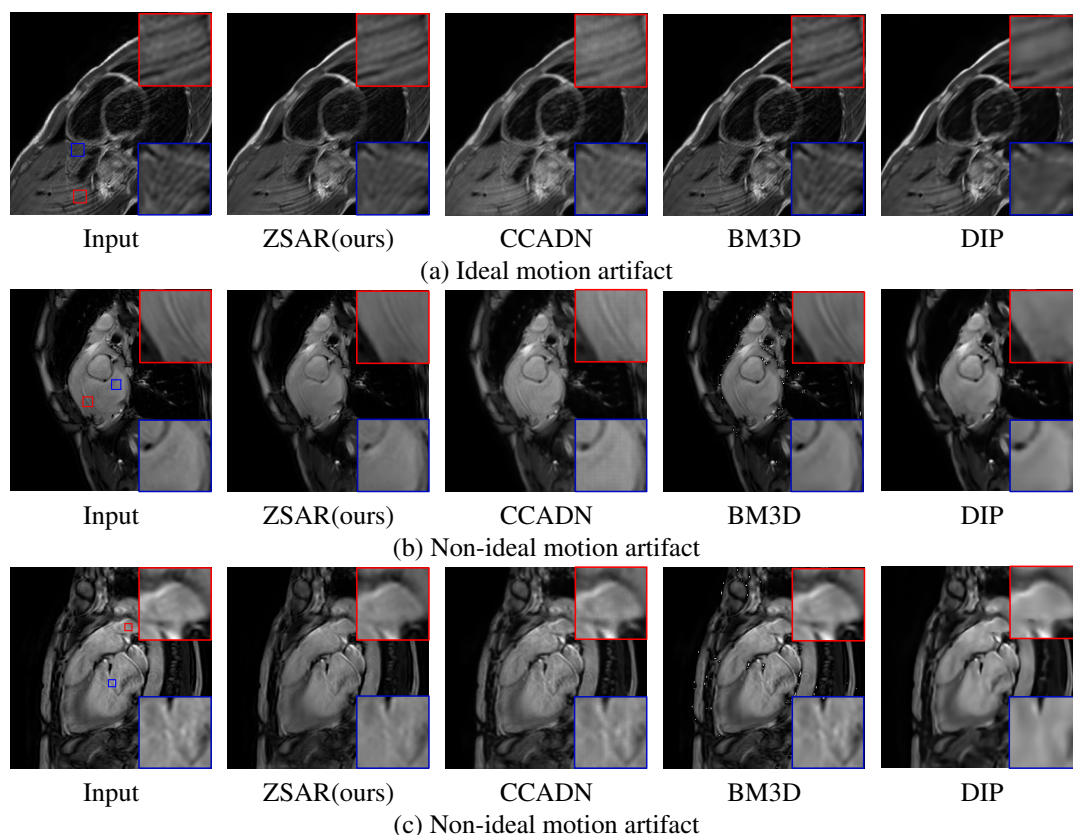 Input ZSAR(ours) CCADN BM3D DIP
(a) Ideal motion artifact
Input ZSAR(ours) CCADN BM3D DIP
(b) Non-ideal motion artifact
Input ZSAR(ours) CCADN BM3D DIP
(c) Non-ideal motion artifact